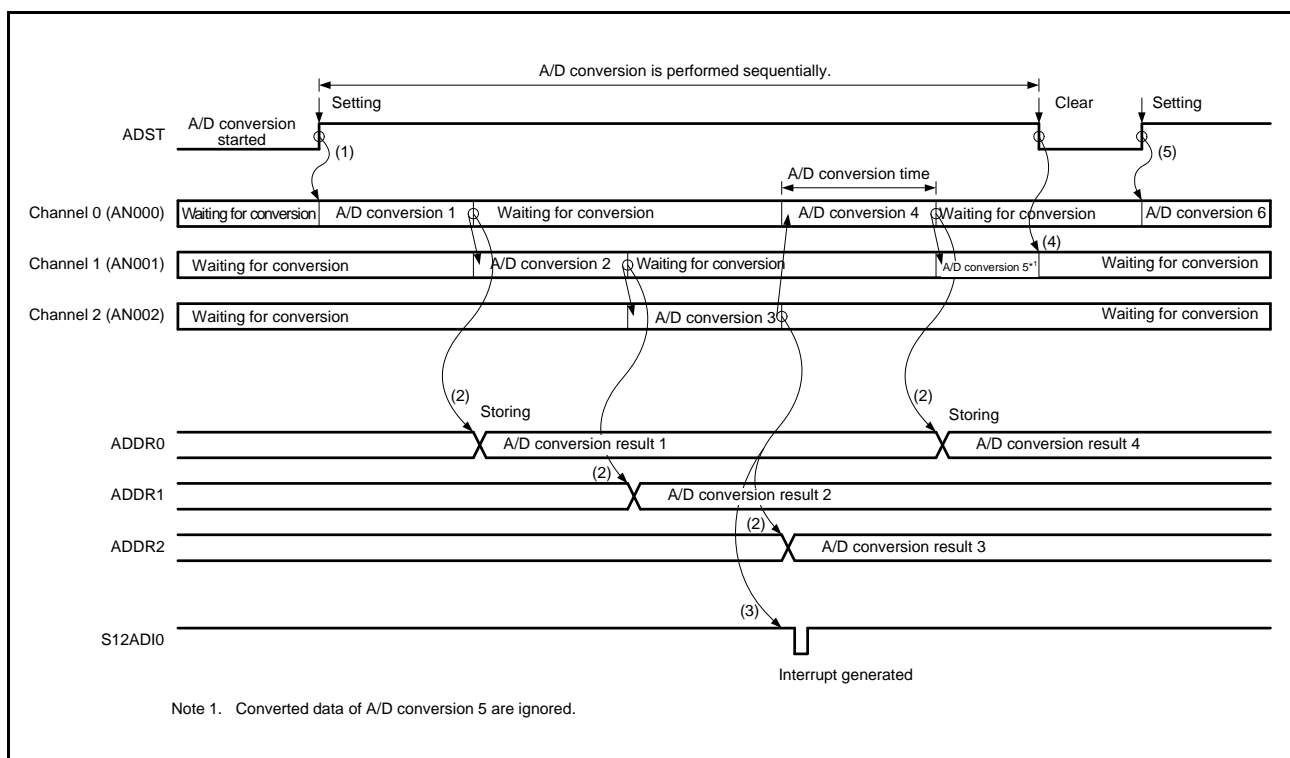 A/D conversion is performed sequentially.
Setting
Clear
Setting
ADST
A/D conversion
started
(1)
(5)
A/D conversion time
Channel 0 (AN000)
Waiting for conversion
A/D conversion 1
Waiting for conversion
A/D conversion 4
Waiting for conversion
A/D conversion 6
(4)
Channel 1 (AN001)
Waiting for conversion
A/D conversion 2
Waiting for conversion
A/D conversion 5*1
Waiting for conversion
Channel 2 (AN002)
Waiting for conversion
A/D conversion 3
Waiting for conversion
(2)
Storing
(2)
Storing
ADDR0
A/D conversion result 1
A/D conversion result 4
(2)
ADDR1
A/D conversion result 2
(2)
ADDR2
A/D conversion result 3
(3)
S12ADI0
Interrupt generated
Note 1. Converted data of A/D conversion 5 are ignored.